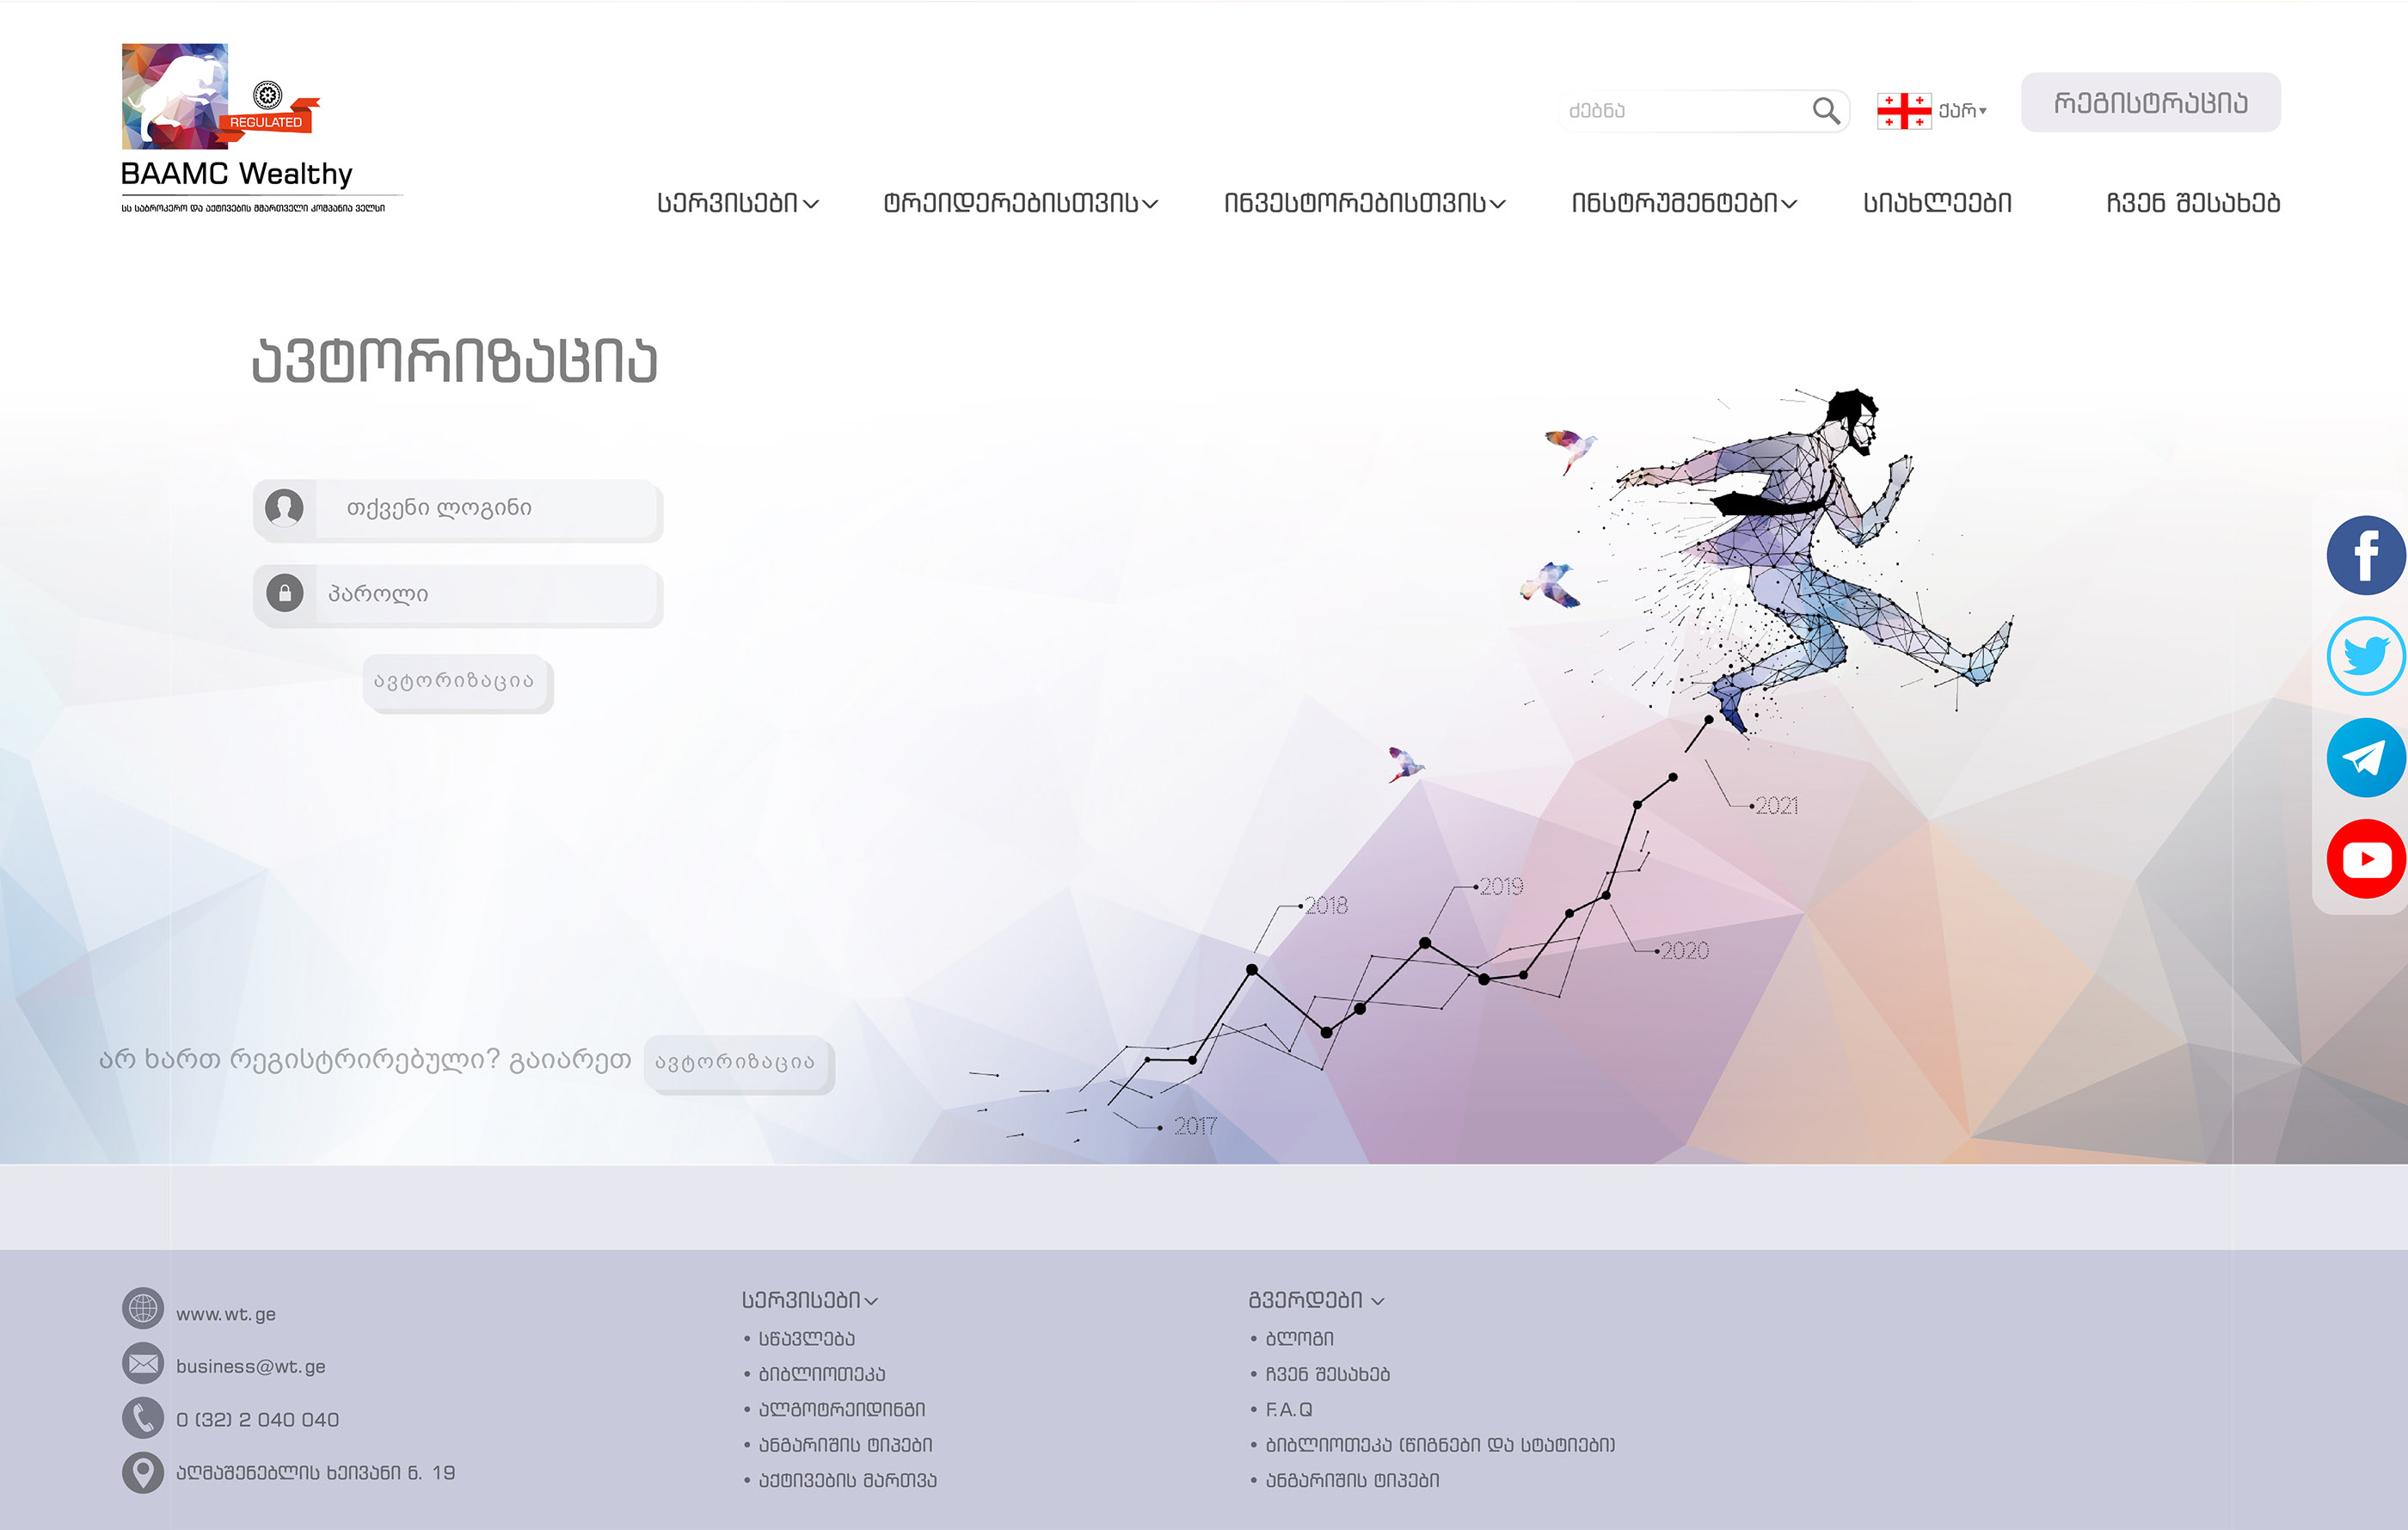 REGULATED
BAAMC Wealthy
სს საბროკერო და აქტივების მმართველი კომპანია ველსი
ძებნა
ქარ
რეგისტრაცია
სერვისები
ტრეიდერებისთვის
ინვესტორებისთვის
ინსტრუმენტები
სიახლეები
ჩვენ შესახებ
ავტორიზაცია
თქვენი ლოგინი
პაროლი
ავტორიზაცია
2021
2019
2018
2020
2017
არ ხართ რეგისტრირებული? გაიარეთ
ავტორიზაცია
www.wt.ge
business@wt.ge
0 (32) 2 040 040
აღმაშენებლის ხეივანი ნ. 19
სერვისები
• სწავლება
• ბიბლიოთეკა
• ალგოტრეიდინგი
• ანგარიშის ტიპები
• აქტივების მართვა
გვერდები
• ბლოგი
• ჩვენ შესახებ
• F.A.Q
• ბიბლიოთეკა (წიგნები და სტატიები)
• ანგარიშის ტიპები